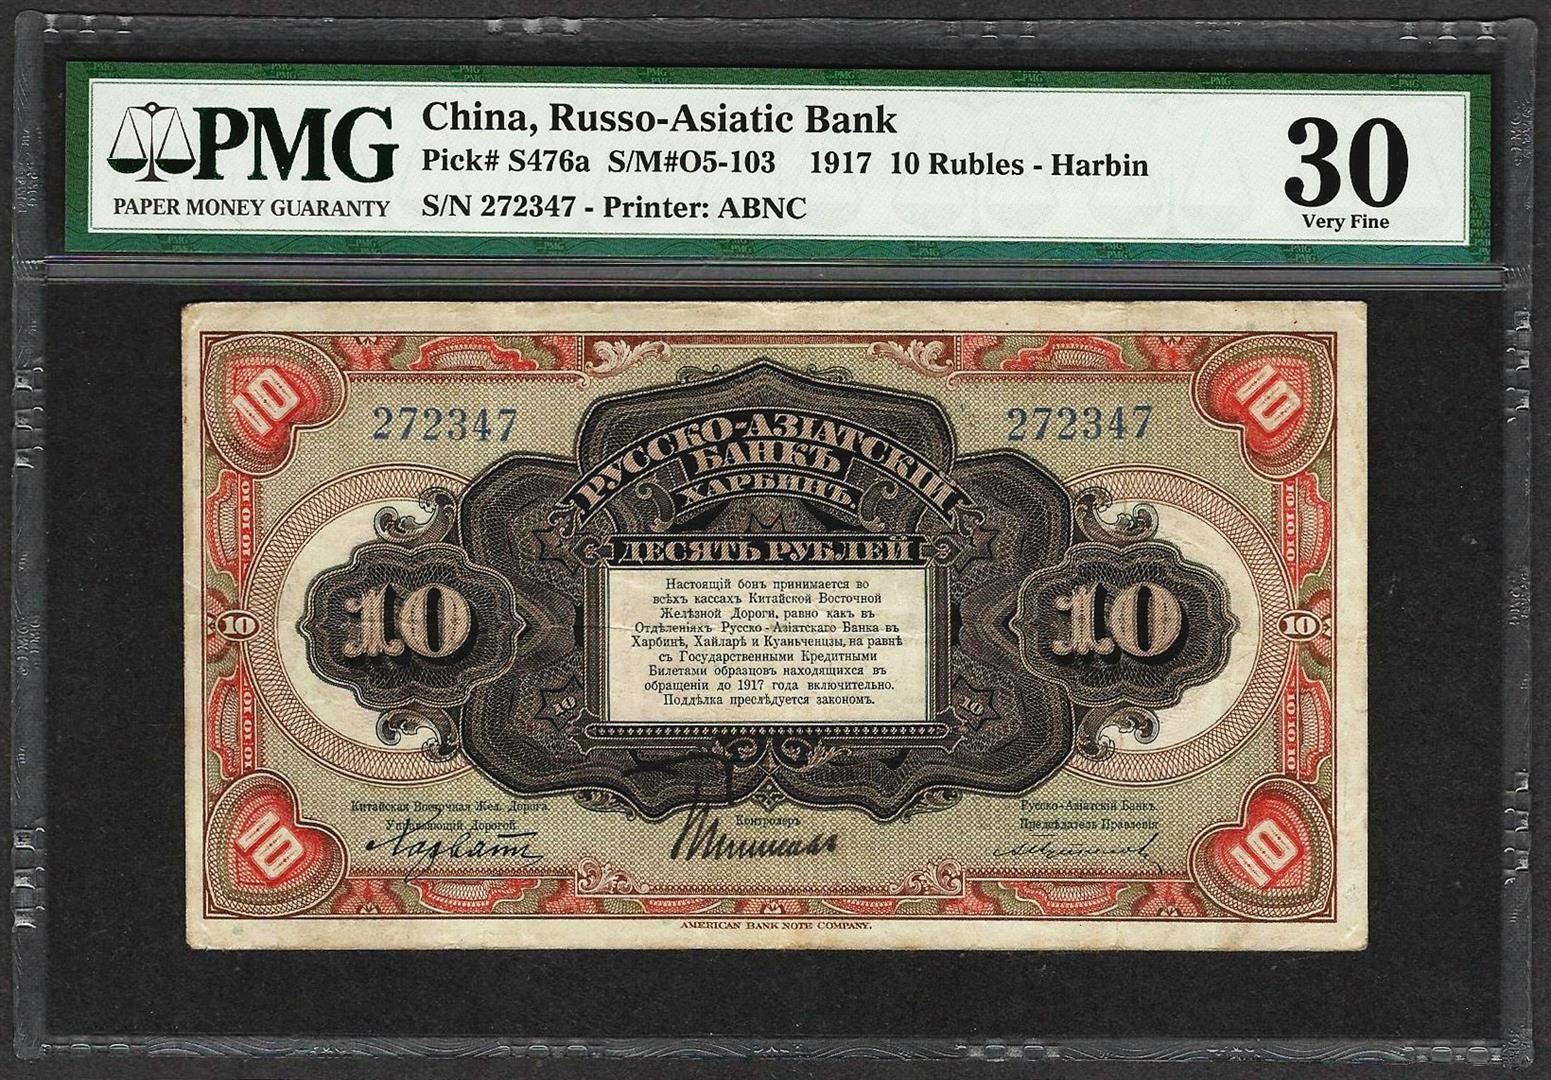 PMG
PAPER MONEY GUARANTY
China, Russo-Asiatic Bank
Pick# S476a S/M#O5-103 1917 10 Rubles - Harbin
S/N 272347 - Printer: ABNC
30
Very Fine
10 10
272347 272347
РУССКО-АЗІАТСКІЙ
БАНКЪ
ХАРБИНЪ
ДЕСЯТЬ РУБЛЕЙ
Настоящій бонъ принимается во
всѣхъ кассахъ Китайской Восточной
Желѣзной Дороги, равно какъ въ
Отдѣленіяхъ Русско-Азіатскаго Банка въ
Харбинѣ, Хайларѣ и Куаньченцзы, на равнѣ
съ Государственными Кредитными
Билетами образцовъ находящихся въ
обращеніи до 1917 года включительно.
Поддѣлка преслѣдуется закономъ.
10 10
10 10
10 10
Китайская Восточная Жел. Дорога
Управляющій Дорогой
Контролеръ
Русско-Азіатскій Банкъ
Предсѣдатель Правленія
10 10
AMERICAN BANK NOTE COMPANY.